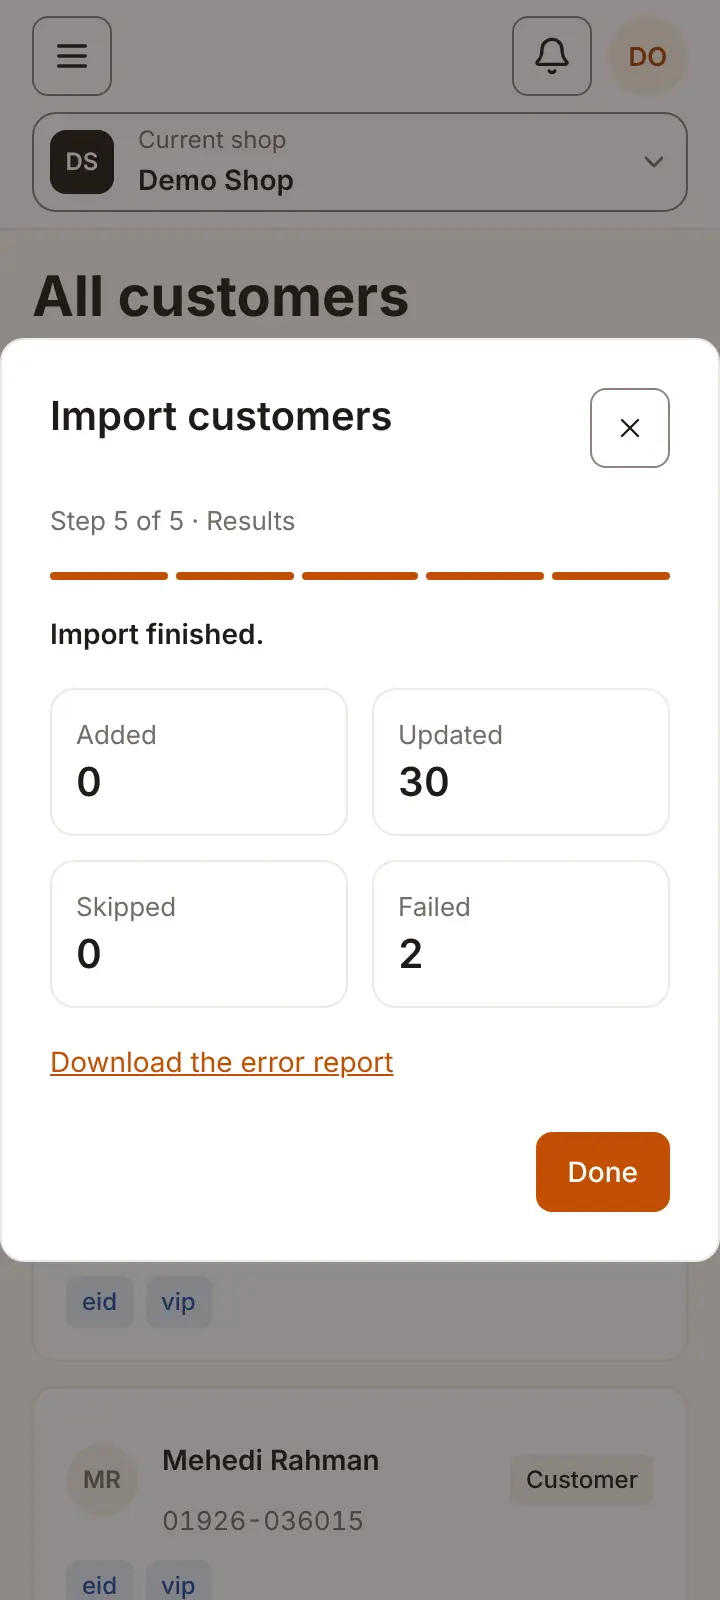 DO
DS
Current shop
Demo Shop
All customers
Import customers
Step 5 of 5 · Results
Import finished.
Added
0
Updated
30
Skipped
0
Failed
2
Download the error report
Done
eid vip
MR
Mehedi Rahman
01926-036015
Customer
eid vip